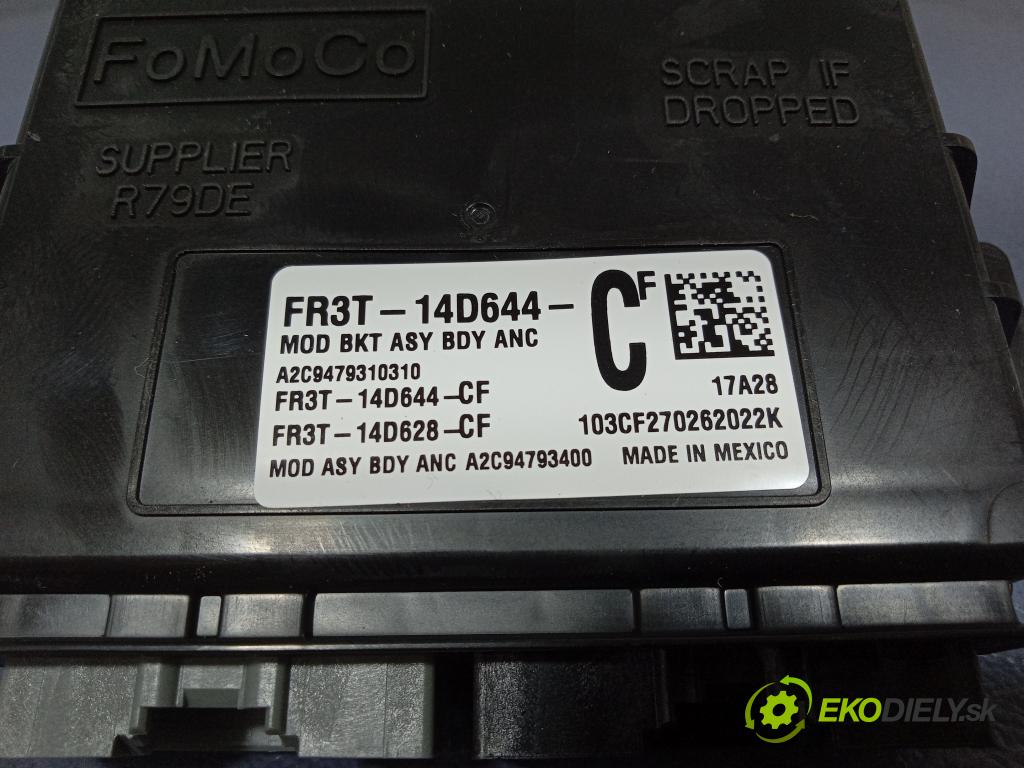 FoMoCo
SCRAP IF
DROPPED
SUPPLIER
R79DE
FR3T-14D644-CF
MOD BKT ASY BDY ANC
A2C9479310310
FR3T-14D644-CF
17A28
FR3T-14D628-CF
103CF270262022K
MOD ASY BDY ANC A2C94793400
MADE IN MEXICO
EKODIELY.sk